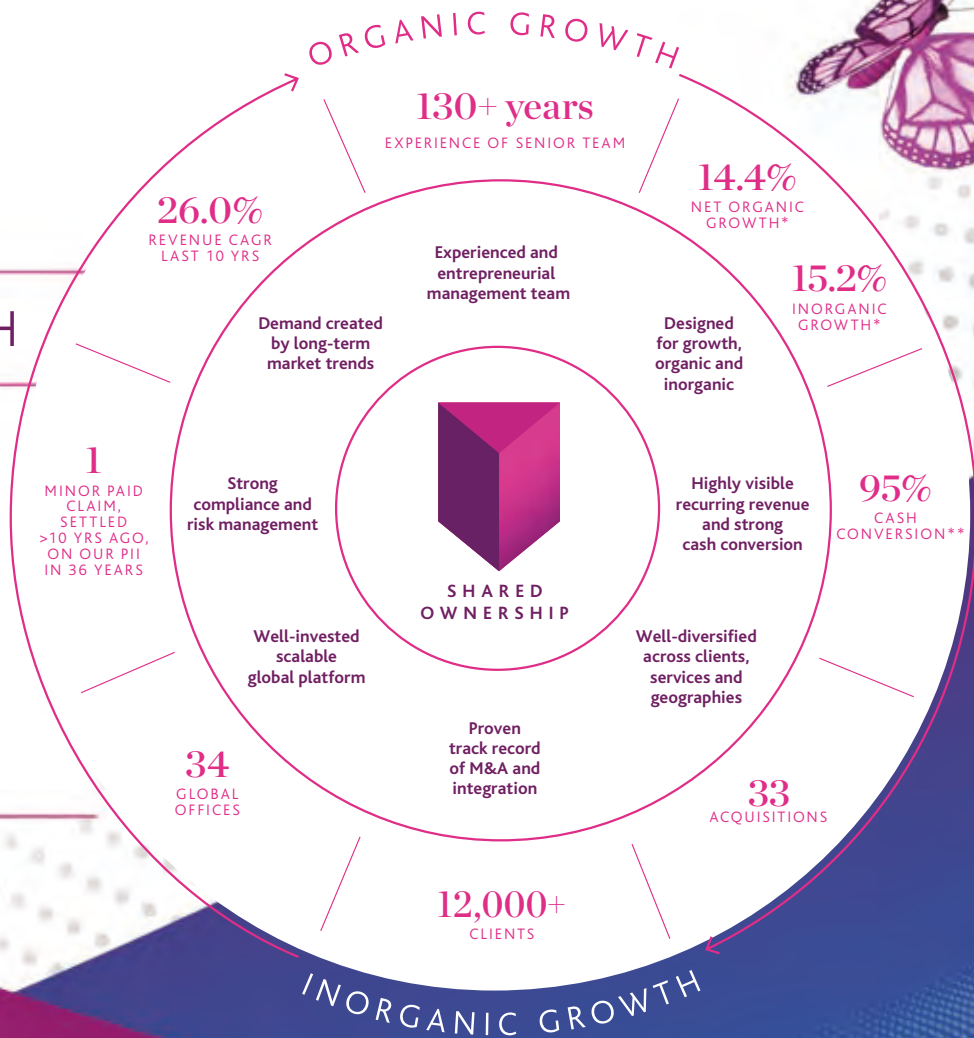 ORGANIC GROWTH
130+ years
EXPERIENCE OF SENIOR TEAM
14.4%
NET ORGANIC
GROWTH*
15.2%
INORGANIC
GROWTH*
95%
CASH
CONVERSION**
33
ACQUISITIONS
12,000+
CLIENTS
34
GLOBAL
OFFICES
1
MINOR PAID
CLAIM,
SETTLED
>10 YRS AGO,
ON OUR PII
IN 36 YEARS
26.0%
REVENUE CAGR
LAST 10 YRS
H
Experienced and
entrepreneurial
management team
Designed
for growth,
organic and
inorganic
Highly visible
recurring revenue
and strong
cash conversion
Well-diversified
across clients,
services and
geographies
Proven
track record
of M&A and
integration
Well-invested
scalable
global platform
Strong
compliance and
risk management
Demand created
by long-term
market trends
SHARED
OWNERSHIP
INORGANIC GROWTH